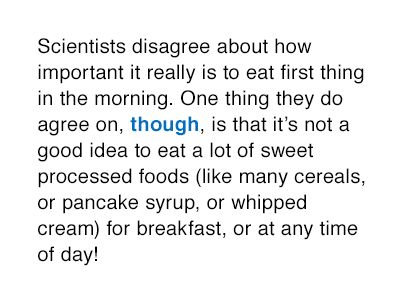 Scientists disagree about how
important it really is to eat first thing
in the morning. One thing they do
agree on, though, is that it’s not a
good idea to eat a lot of sweet
processed foods (like many cereals,
or pancake syrup, or whipped
cream) for breakfast, or at any time
of day!